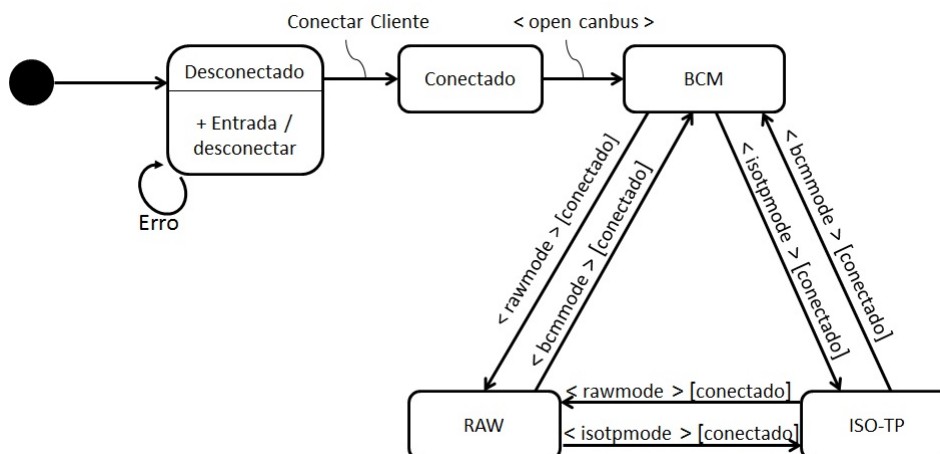 Conectar Cliente
< open canbus >
Desconectado
Conectado
BCM
+ Entrada /
desconectar
Erro
< rawmode > [conectado]
< bcmmode > [conectado]
< isotpmode > [conectado]
< bcmmode > [conectado]
< rawmode > [conectado]
RAW
ISO-TP
< isotpmode > [conectado]